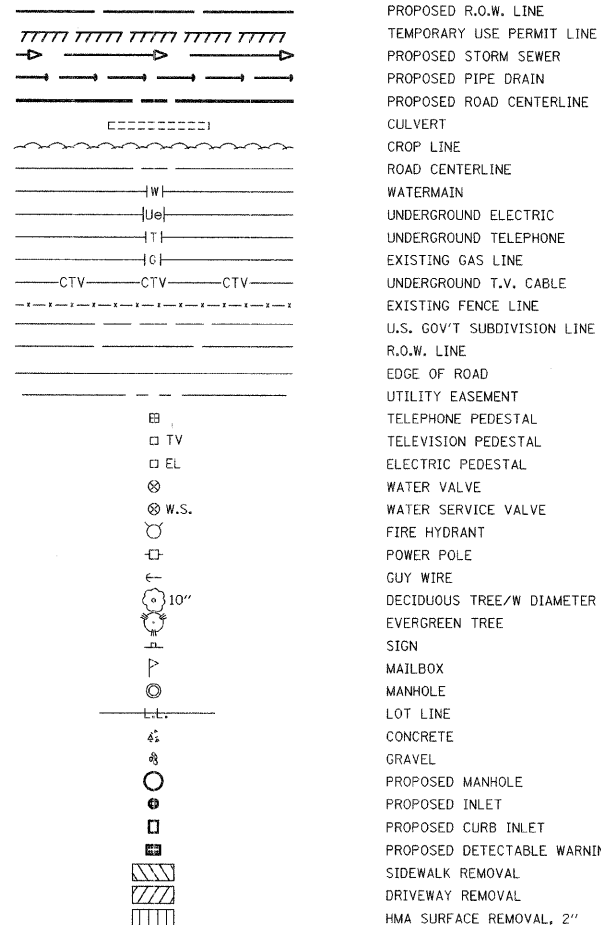 PROPOSED R.O.W. LINE
TEMPORARY USE PERMIT LINE
PROPOSED STORM SEWER
PROPOSED PIPE DRAIN
PROPOSED ROAD CENTERLINE
CULVERT
CROP LINE
ROAD CENTERLINE
W WATERMAIN
Ue UNDERGROUND ELECTRIC
T UNDERGROUND TELEPHONE
G EXISTING GAS LINE
CTV CTV CTV UNDERGROUND T.V. CABLE
EXISTING FENCE LINE
U.S. GOV'T SUBDIVISION LINE
R.O.W. LINE
EDGE OF ROAD
UTILITY EASEMENT
TELEPHONE PEDESTAL
TV TELEVISION PEDESTAL
EL ELECTRIC PEDESTAL
WATER VALVE
W.S. WATER SERVICE VALVE
FIRE HYDRANT
POWER POLE
GUY WIRE
10" DECIDUOUS TREE/W DIAMETER
EVERGREEN TREE
SIGN
MAILBOX
MANHOLE
L.L. LOT LINE
CONCRETE
GRAVEL
PROPOSED MANHOLE
PROPOSED INLET
PROPOSED CURB INLET
PROPOSED DETECTABLE WARNIN
SIDEWALK REMOVAL
DRIVEWAY REMOVAL
HMA SURFACE REMOVAL, 2"